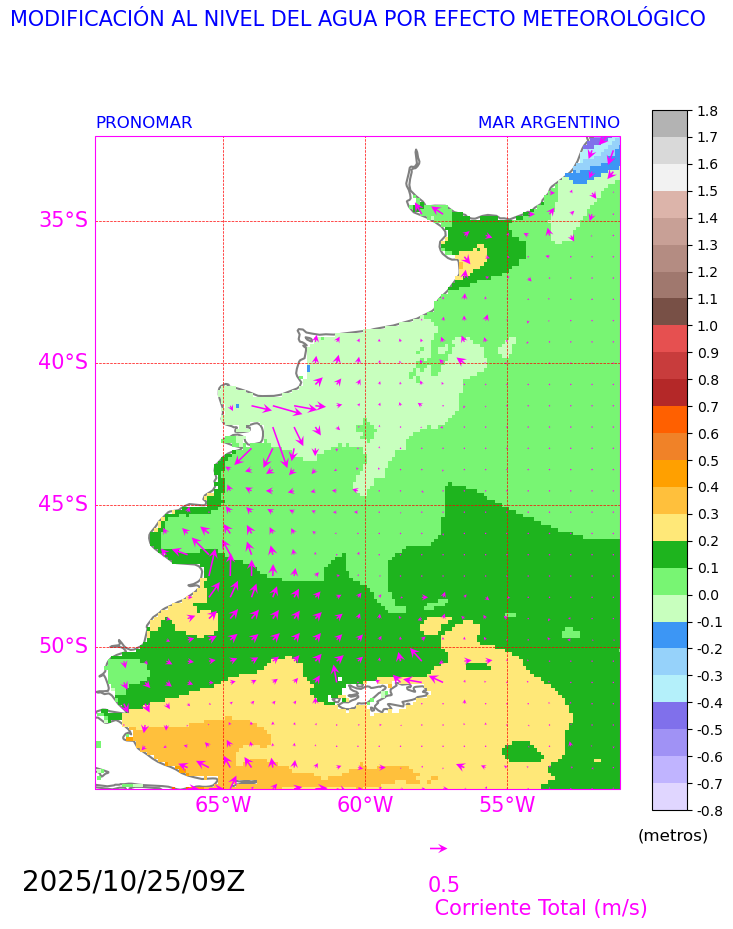 MODIFICACIÓN AL NIVEL DEL AGUA POR EFECTO METEOROLÓGICO
PRONOMAR MAR ARGENTINO
35°S
40°S
45°S
50°S
65°W 60°W 55°W
1.8
1.7
1.6
1.5
1.4
1.3
1.2
1.1
1.0
0.9
0.8
0.7
0.6
0.5
0.4
0.3
0.2
0.1
0.0
-0.1
-0.2
-0.3
-0.4
-0.5
-0.6
-0.7
-0.8
(metros)
2025/10/25/09Z
0.5
Corriente Total (m/s)